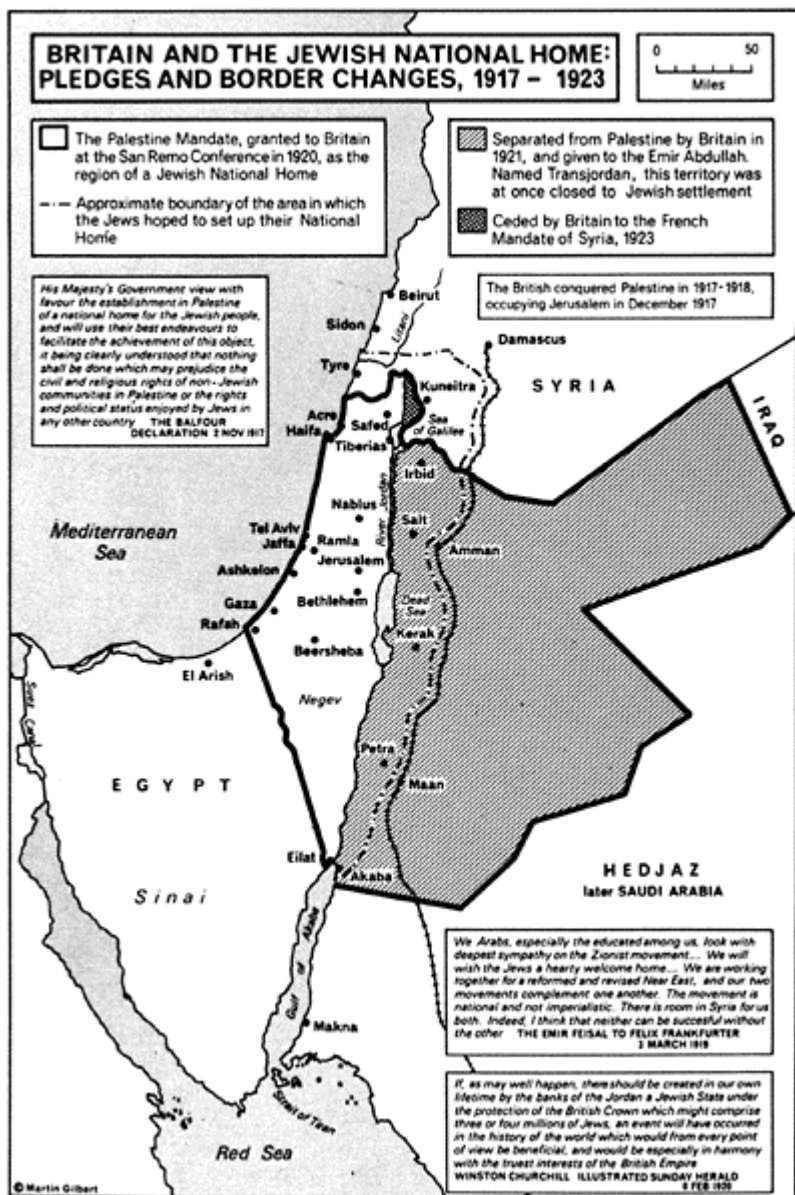 BRITAIN AND THE JEWISH NATIONAL HOME:
PLEDGES AND BORDER CHANGES, 1917 – 1923
0 50
Miles
The Palestine Mandate, granted to Britain
at the San Remo Conference in 1920, as the
region of a Jewish National Home
Approximate boundary of the area in which
the Jews hoped to set up their National
Home
Separated from Palestine by Britain in
1921, and given to the Emir Abdullah.
Named Transjordan, this territory was
at once closed to Jewish settlement
Ceded by Britain to the French
Mandate of Syria, 1923
His Majesty's Government view with
favour the establishment in Palestine
of a national home for the Jewish people,
and will use their best endeavours to
facilitate the achievement of this object,
it being clearly understood that nothing
shall be done which may prejudice the
civil and religious rights of non-Jewish
communities in Palestine or the rights
and political status enjoyed by Jews in
any other country THE BALFOUR
DECLARATION 2 NOV 1917
The British conquered Palestine in 1917-1918,
occupying Jerusalem in December 1917
Beirut
Sidon
Litani
Damascus
Tyre
Kuneitra
SYRIA
IRAQ
Acre
Haifa
Safed
Sea
of Galilee
Tiberias
Irbid
River Jordan
Nablus
Salt
Mediterranean
Sea
Tel Aviv
Jaffa
Ramla
Amman
Jerusalem
Ashkelon
Bethlehem
Dead
Sea
Gaza
Rafah
Kerak
Beersheba
El Arish
Suez Canal
Negev
Petra
EGYPT
Maan
Eilat
Akaba
HEDJAZ
later SAUDI ARABIA
Sinai
Gulf of Akaba
We Arabs, especially the educated among us, look with
deepest sympathy on the Zionist movement.... We will
wish the Jews a hearty welcome home.... We are working
together for a reformed and revised Near East, and our two
movements complement one another. The movement is
national and not imperialistic. There is room in Syria for us
both. Indeed, I think that neither can be succesful without
the other THE EMIR FEISAL TO FELIX FRANKFURTER
3 MARCH 1919
Makna
Strait of Tiran
Red Sea
If, as may well happen, there should be created in our own
lifetime by the banks of the Jordan a Jewish State under
the protection of the British Crown which might comprise
three or four millions of Jews, an event will have occurred
in the history of the world which would from every point
of view be beneficial, and would be especially in harmony
with the truest interests of the British Empire
WINSTON CHURCHILL ILLUSTRATED SUNDAY HERALD
8 FEB 1920
© Martin Gilbert